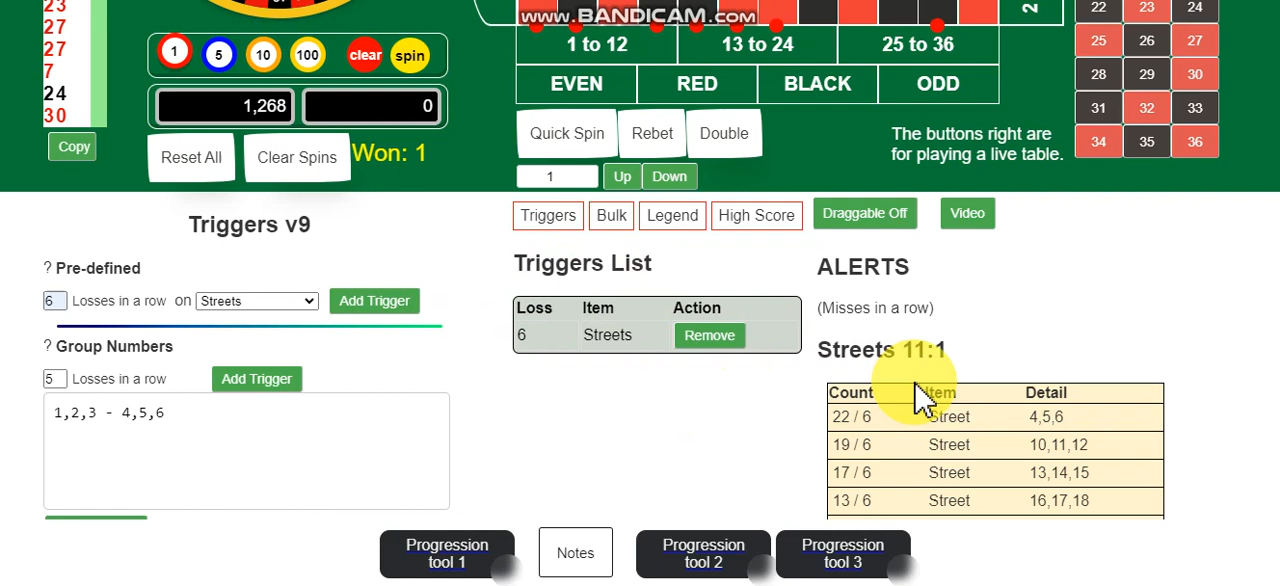 23
27
27
7
24
30
Copy
1
5
10
100
clear
spin
1,268
0
Reset All
Clear Spins
Won: 1
www.BANDICAM.com
1 to 12
13 to 24
25 to 36
EVEN
RED
BLACK
ODD
Quick Spin
Rebet
Double
1
Up
Down
The buttons right are
for playing a live table.
22 23 24
25 26 27
28 29 30
31 32 33
34 35 36
Triggers v9
? Pre-defined
6 Losses in a row on Streets Add Trigger
? Group Numbers
5 Losses in a row Add Trigger
1,2,3 - 4,5,6
Triggers
Bulk
Legend
High Score
Draggable Off
Video
Triggers List
Loss Item Action
6 Streets Remove
ALERTS
(Misses in a row)
Streets 11:1
Count Item Detail
22 / 6 Street 4,5,6
19 / 6 Street 10,11,12
17 / 6 Street 13,14,15
13 / 6 Street 16,17,18
Progression
tool 1
Notes
Progression
tool 2
Progression
tool 3